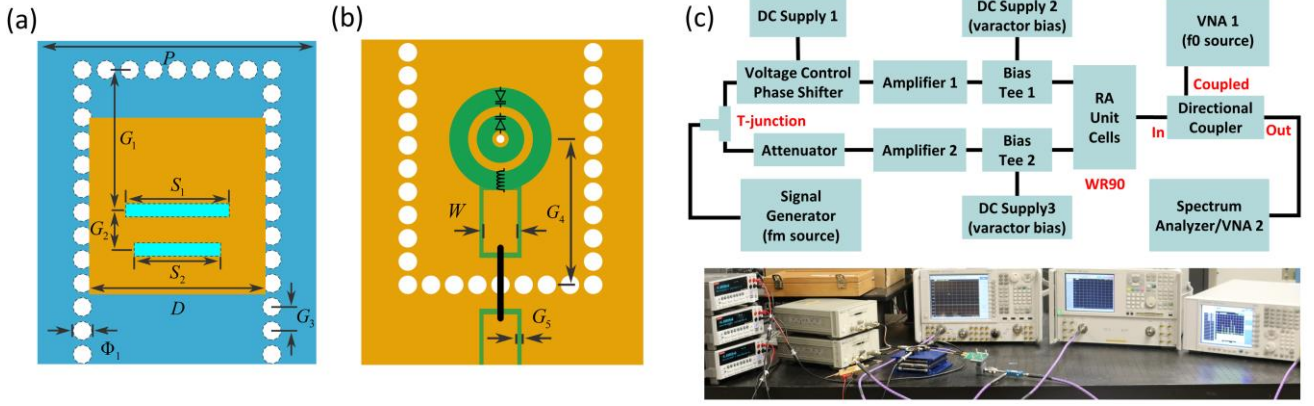 (a)
P
G1
S1
G2
S2
D
G3
Φ1
(b)
W
G4
G5
(c)
DC Supply 1
DC Supply 2
(varactor bias)
VNA 1
(f0 source)
Voltage Control
Phase Shifter
Amplifier 1
Bias
Tee 1
Coupled
T-junction
RA
Unit
Cells
In
Directional
Coupler
Out
Attenuator
Amplifier 2
Bias
Tee 2
WR90
Signal
Generator
(fm source)
DC Supply3
(varactor bias)
Spectrum
Analyzer/VNA 2